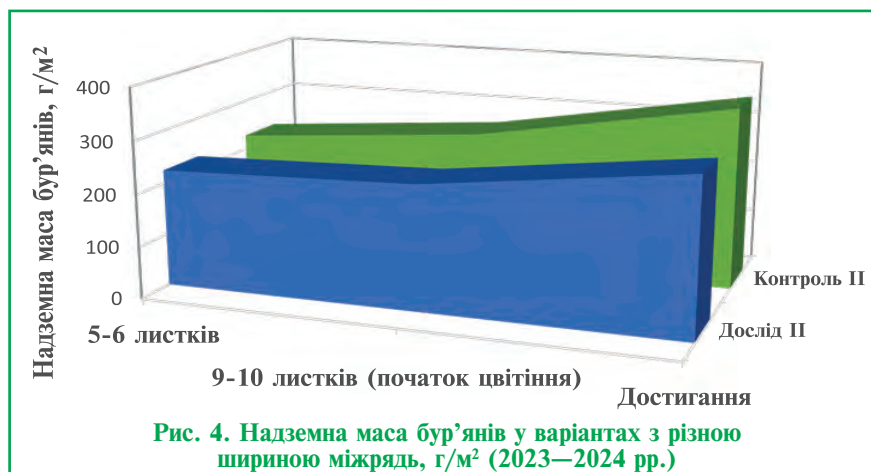 Надземна маса бур’янів, г/м²
400
300
200
100
0
5-6 листків
9-10 листків (початок цвітіння)
Достигання
Контроль II
Дослід II
Рис. 4. Надземна маса бур’янів у варіантах з різною
шириною міжрядь, г/м² (2023—2024 рр.)